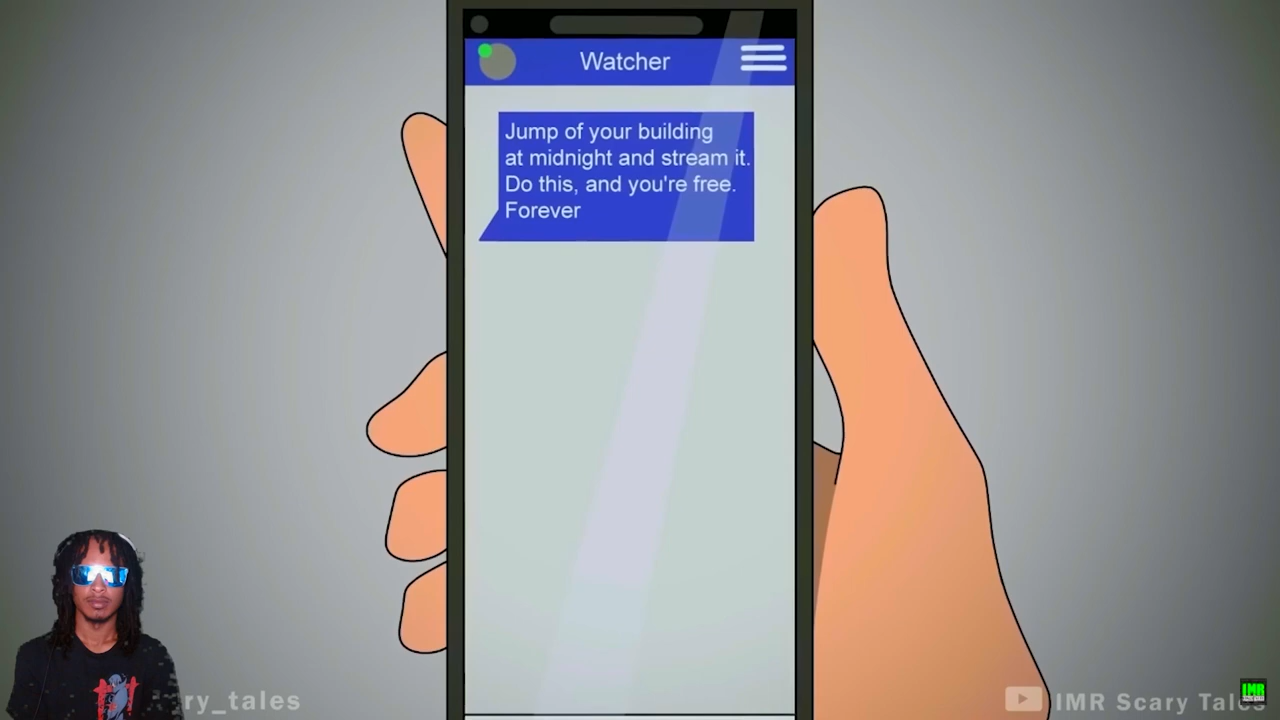 Watcher
Jump of your building
at midnight and stream it.
Do this, and you're free.
Forever
ry_tales
IMR Scary Tales
IMR